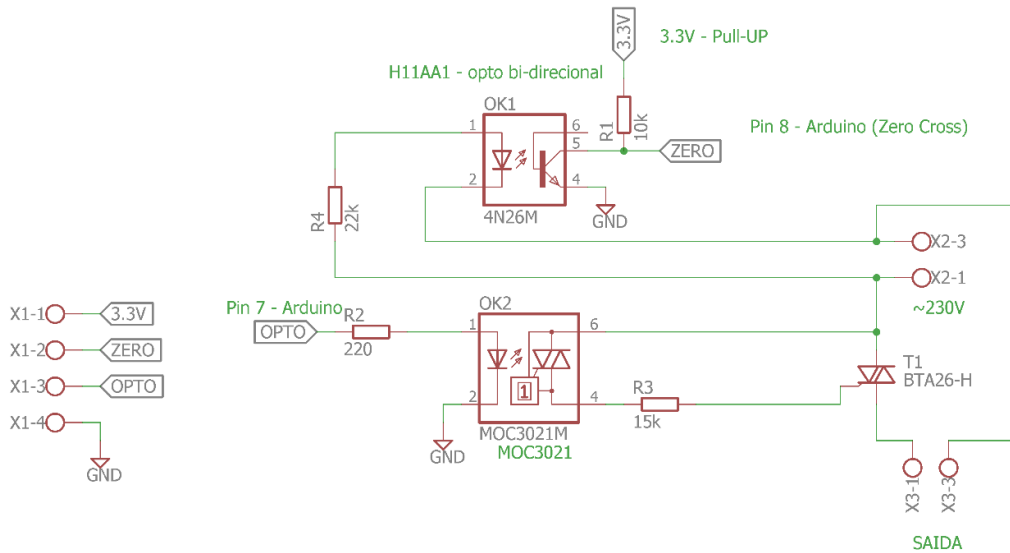 3.3V
3.3V - Pull-UP
H11AA1 - opto bi-direcional
OK1
1
2
6
5
4
4N26M
R1
10k
ZERO
GND
Pin 8 - Arduino (Zero Cross)
R4
22k
X2-3
X2-1
~230V
X1-1
3.3V
X1-2
ZERO
X1-3
OPTO
X1-4
GND
Pin 7 - Arduino
OPTO
R2
220
OK2
1
2
6
4
1
MOC3021M
MOC3021
GND
R3
15k
T1
BTA26-H
X3-1
X3-3
SAIDA